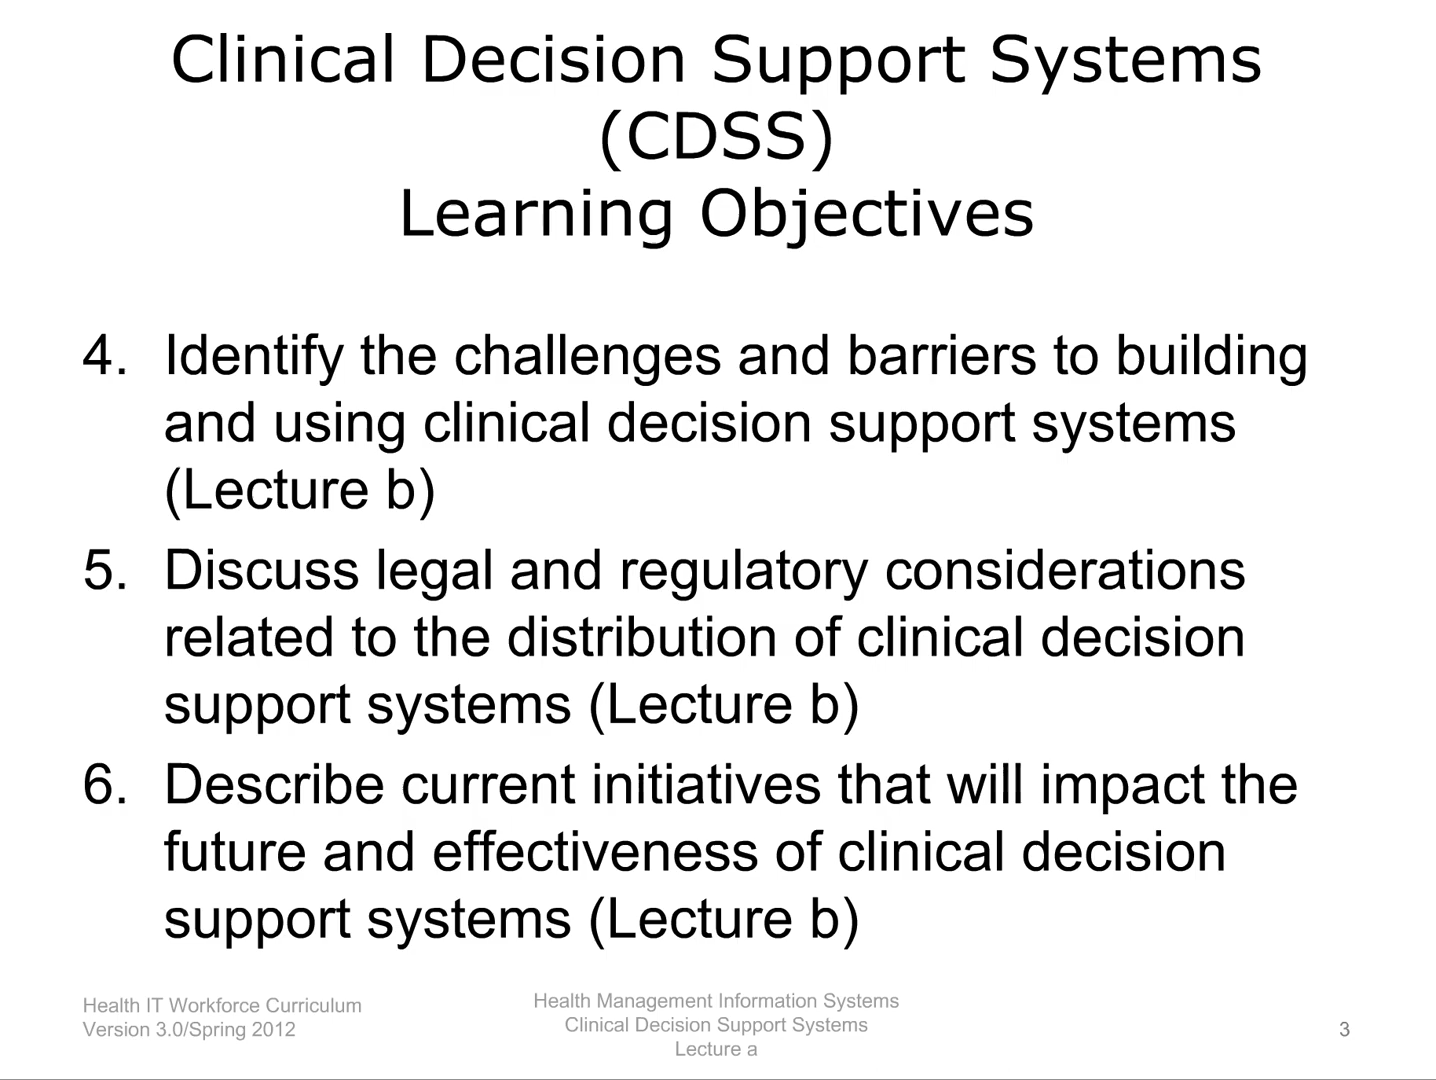 Clinical Decision Support Systems
(CDSS)
Learning Objectives
4. Identify the challenges and barriers to building
and using clinical decision support systems
(Lecture b)
5. Discuss legal and regulatory considerations
related to the distribution of clinical decision
support systems (Lecture b)
6. Describe current initiatives that will impact the
future and effectiveness of clinical decision
support systems (Lecture b)
Health IT Workforce Curriculum
Version 3.0/Spring 2012
Health Management Information Systems
Clinical Decision Support Systems
Lecture a
3